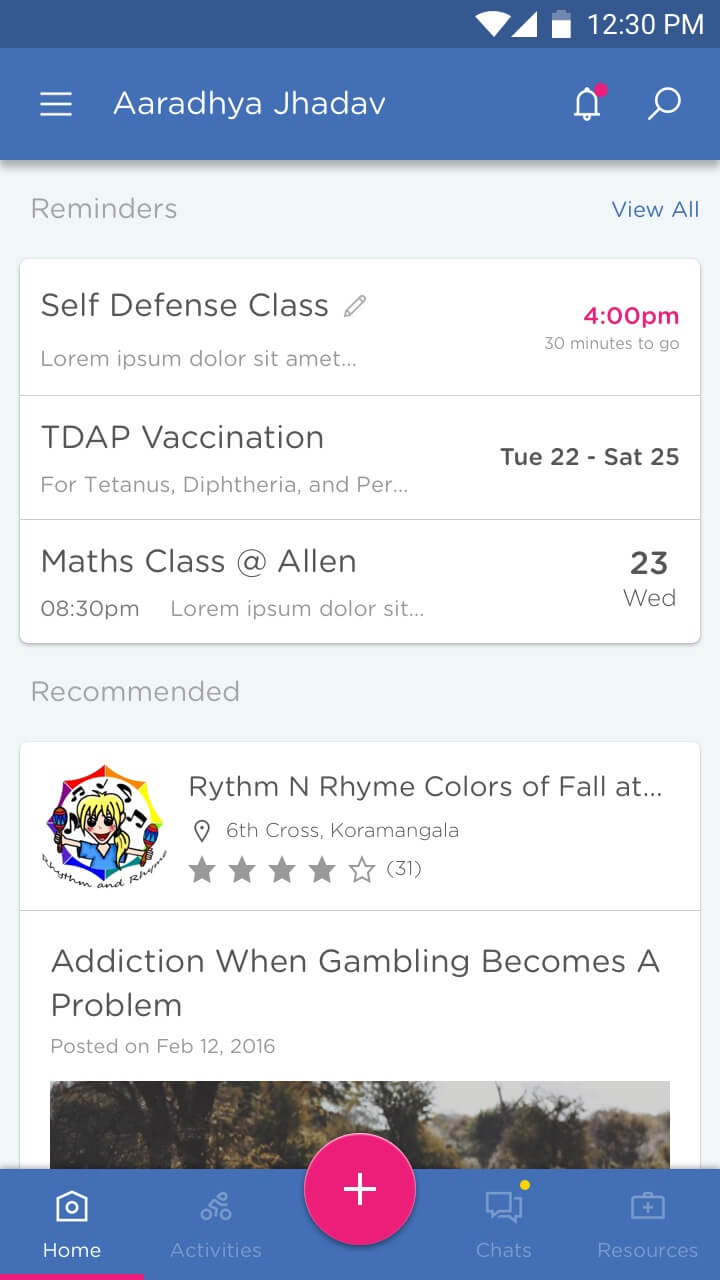 12:30 PM
Aaradhya Jhadav
Reminders
View All
Self Defense Class
4:00pm
Lorem ipsum dolor sit amet...
30 minutes to go
TDAP Vaccination
Tue 22 - Sat 25
For Tetanus, Diphtheria, and Per...
Maths Class @ Allen
23
08:30pm Lorem ipsum dolor sit...
Wed
Recommended
Rythm N Rhyme Colors of Fall at...
6th Cross, Koramangala
(31)
Rhythm and Rhyme
Addiction When Gambling Becomes A
Problem
Posted on Feb 12, 2016
Home
Activities
Chats
Resources